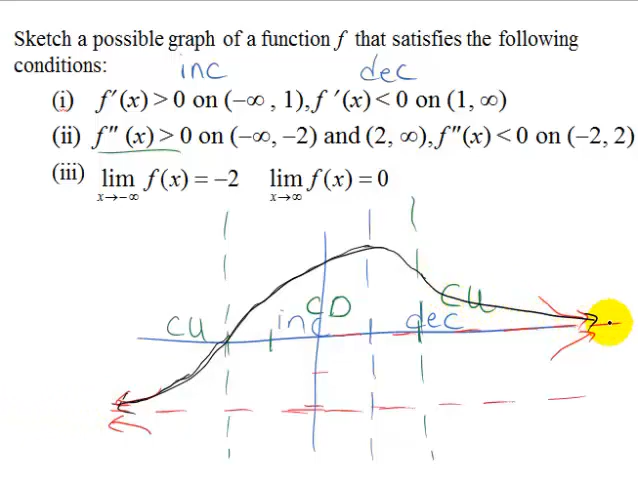 Sketch a possible graph of a function f that satisfies the following
conditions:
inc dec
(i) f′(x) > 0 on (−∞ , 1), f ′(x) < 0 on (1, ∞)
(ii) f″ (x) > 0 on (−∞, −2) and (2, ∞), f″(x) < 0 on (−2, 2)
(iii) lim f(x) = −2 lim f(x) = 0
x→−∞ x→∞
CU inc CD dec CU